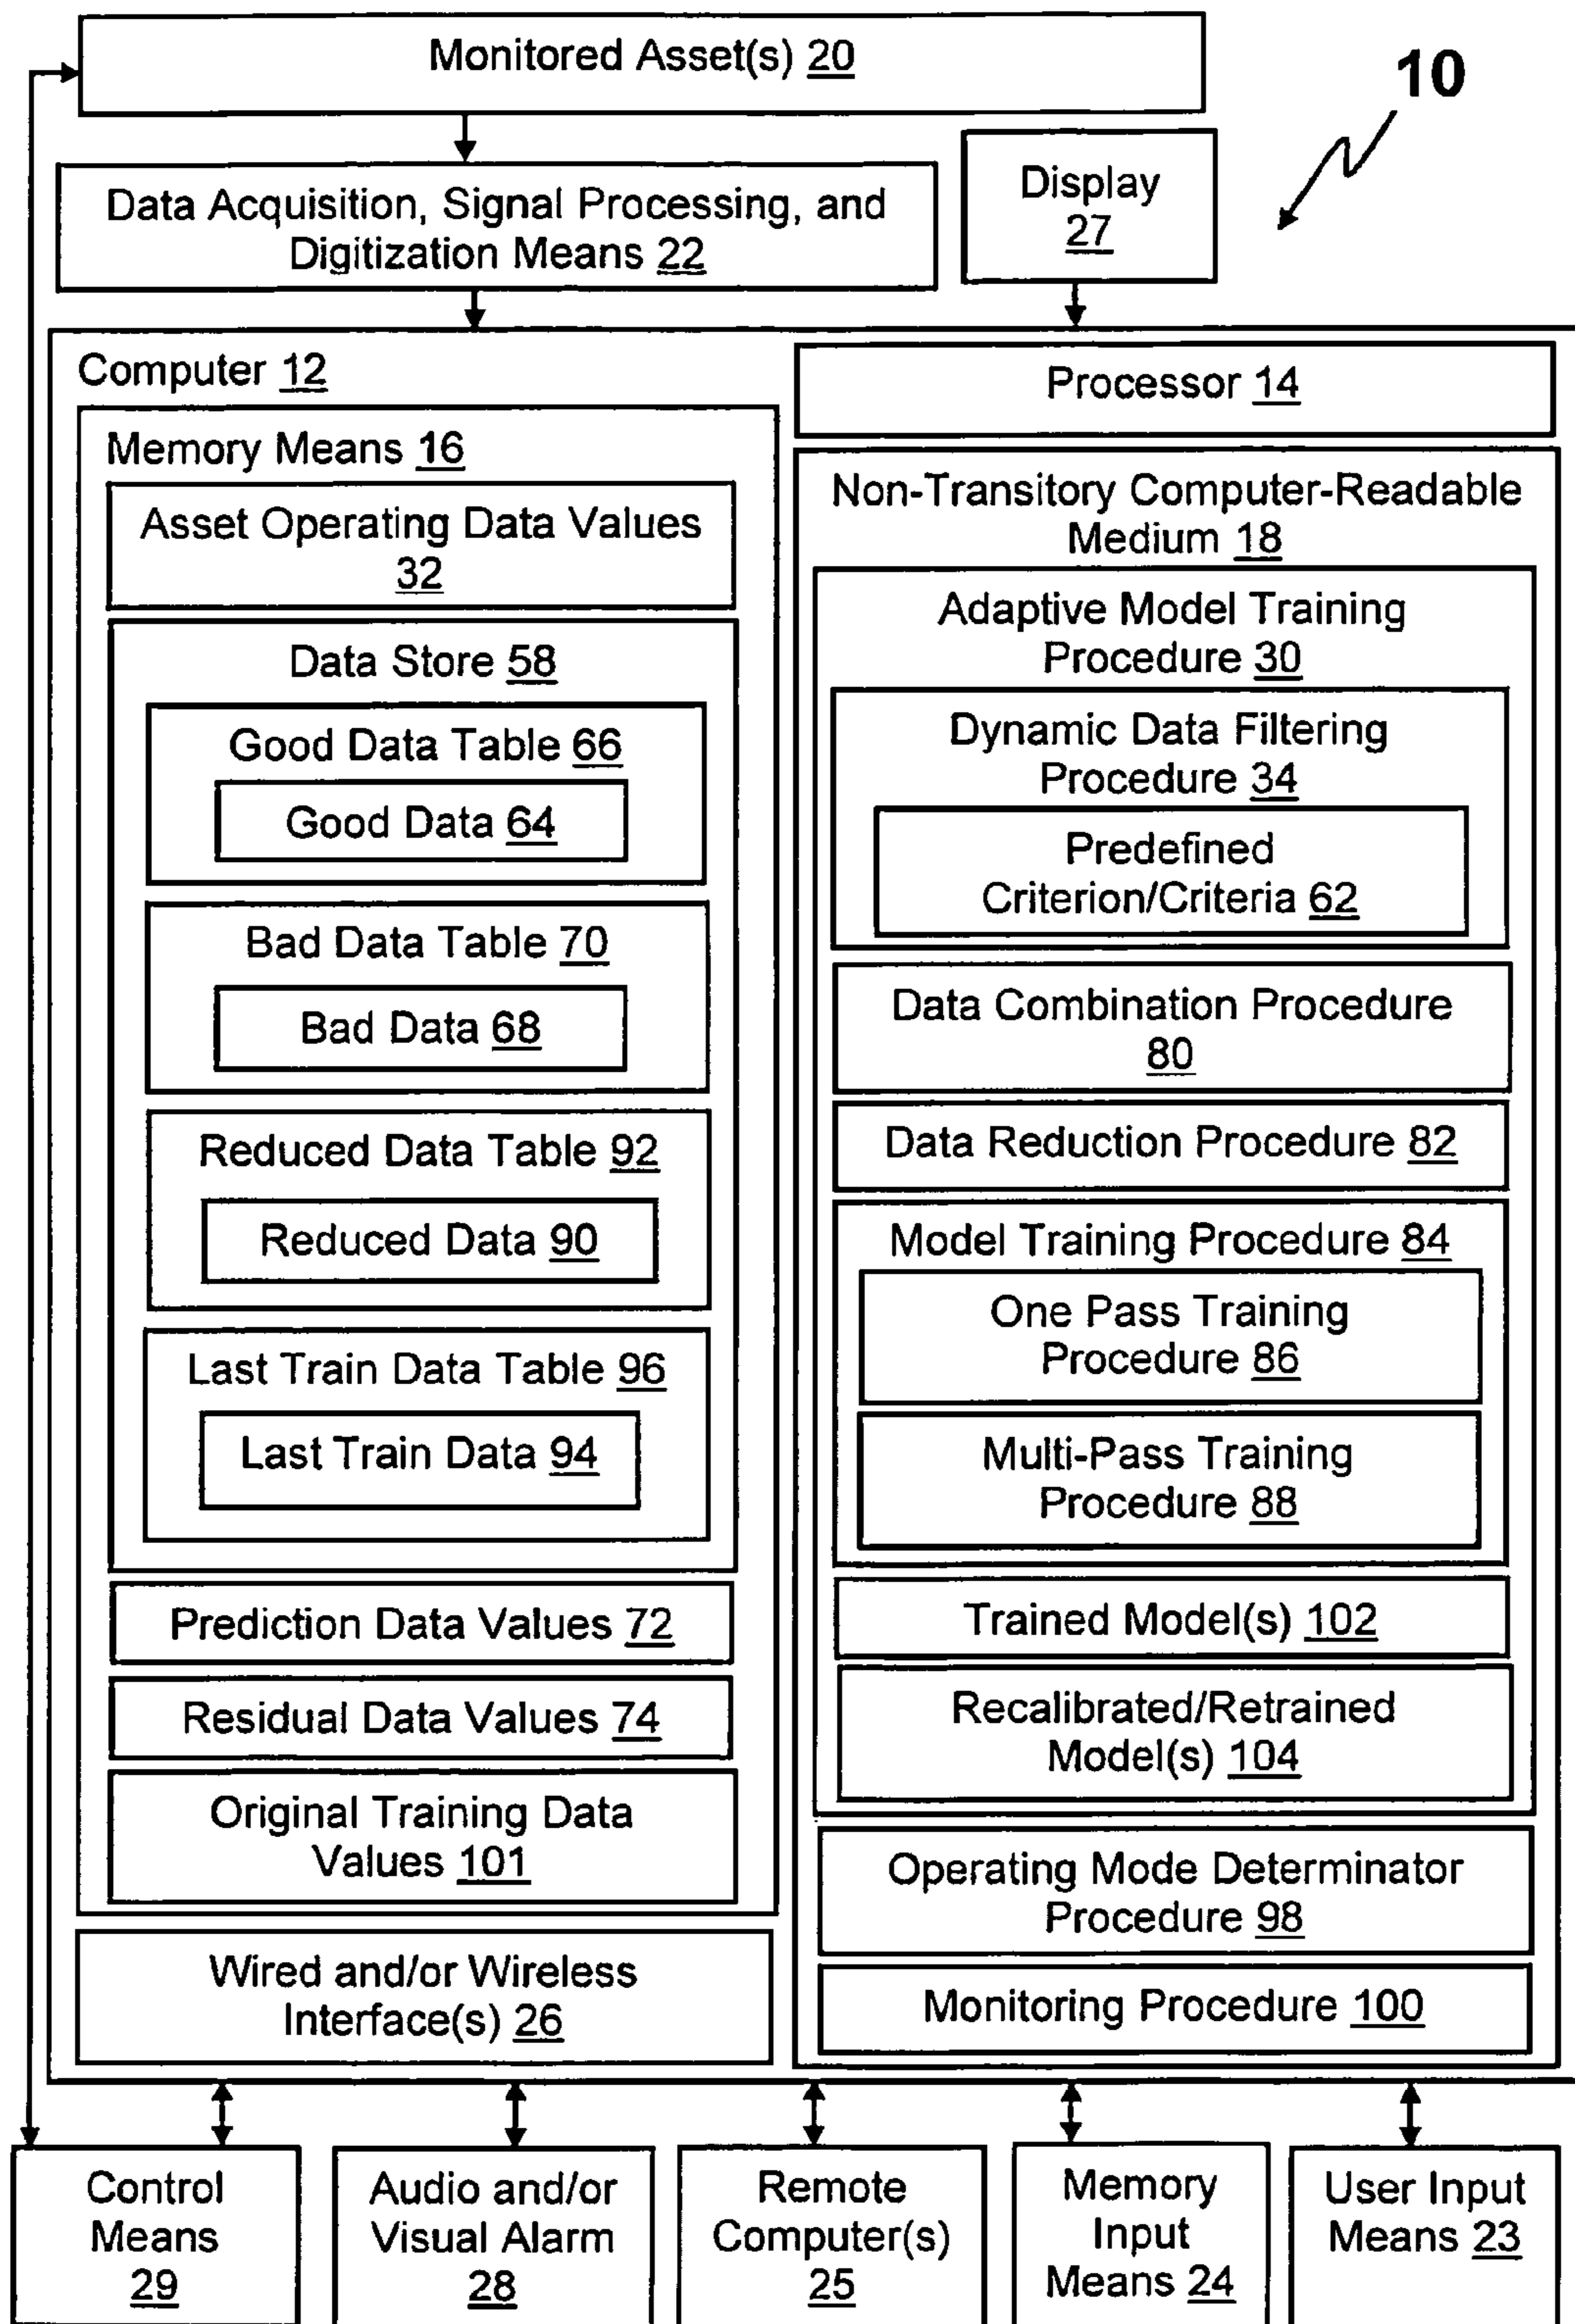 Monitored Asset(s) 20
10
Data Acquisition, Signal Processing, and
Digitization Means 22
Display
27
Computer 12
Memory Means 16
Asset Operating Data Values
32
Data Store 58
Good Data Table 66
Good Data 64
Bad Data Table 70
Bad Data 68
Reduced Data Table 92
Reduced Data 90
Last Train Data Table 96
Last Train Data 94
Prediction Data Values 72
Residual Data Values 74
Original Training Data
Values 101
Wired and/or Wireless
Interface(s) 26
Processor 14
Non-Transitory Computer-Readable
Medium 18
Adaptive Model Training
Procedure 30
Dynamic Data Filtering
Procedure 34
Predefined
Criterion/Criteria 62
Data Combination Procedure
80
Data Reduction Procedure 82
Model Training Procedure 84
One Pass Training
Procedure 86
Multi-Pass Training
Procedure 88
Trained Model(s) 102
Recalibrated/Retrained
Model(s) 104
Operating Mode Determinator
Procedure 98
Monitoring Procedure 100
Control
Means
29
Audio and/or
Visual Alarm
28
Remote
Computer(s)
25
Memory
Input
Means 24
User Input
Means 23